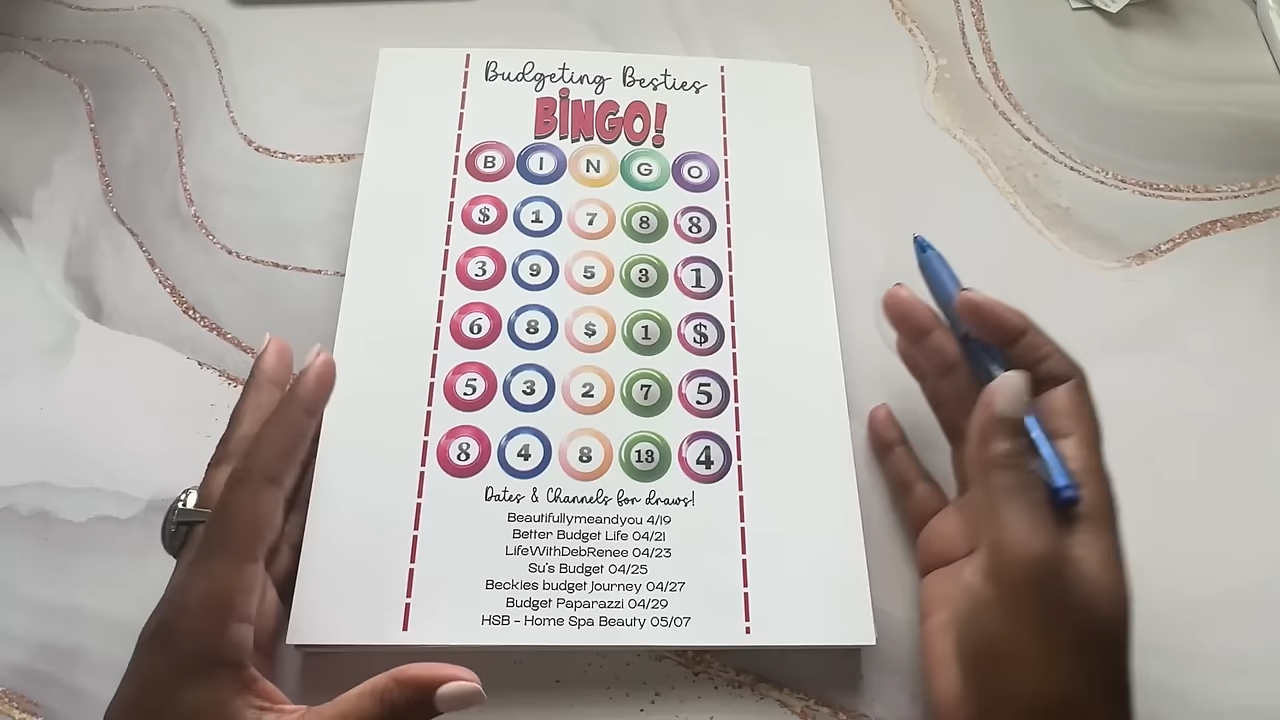 Budgeting Besties
BiNGO!
B I N G O
$ 1 7 8 8
3 9 5 3 1
6 8 $ 1 $
5 3 2 7 5
8 4 8 13 4
Dates & Channels for draws!
Beautifullymeandyou 4/19
Better Budget Life 04/21
LifeWithDebRenee 04/23
Su's Budget 04/25
Beckies budget journey 04/27
Budget Paparazzi 04/29
HSB - Home Spa Beauty 05/07